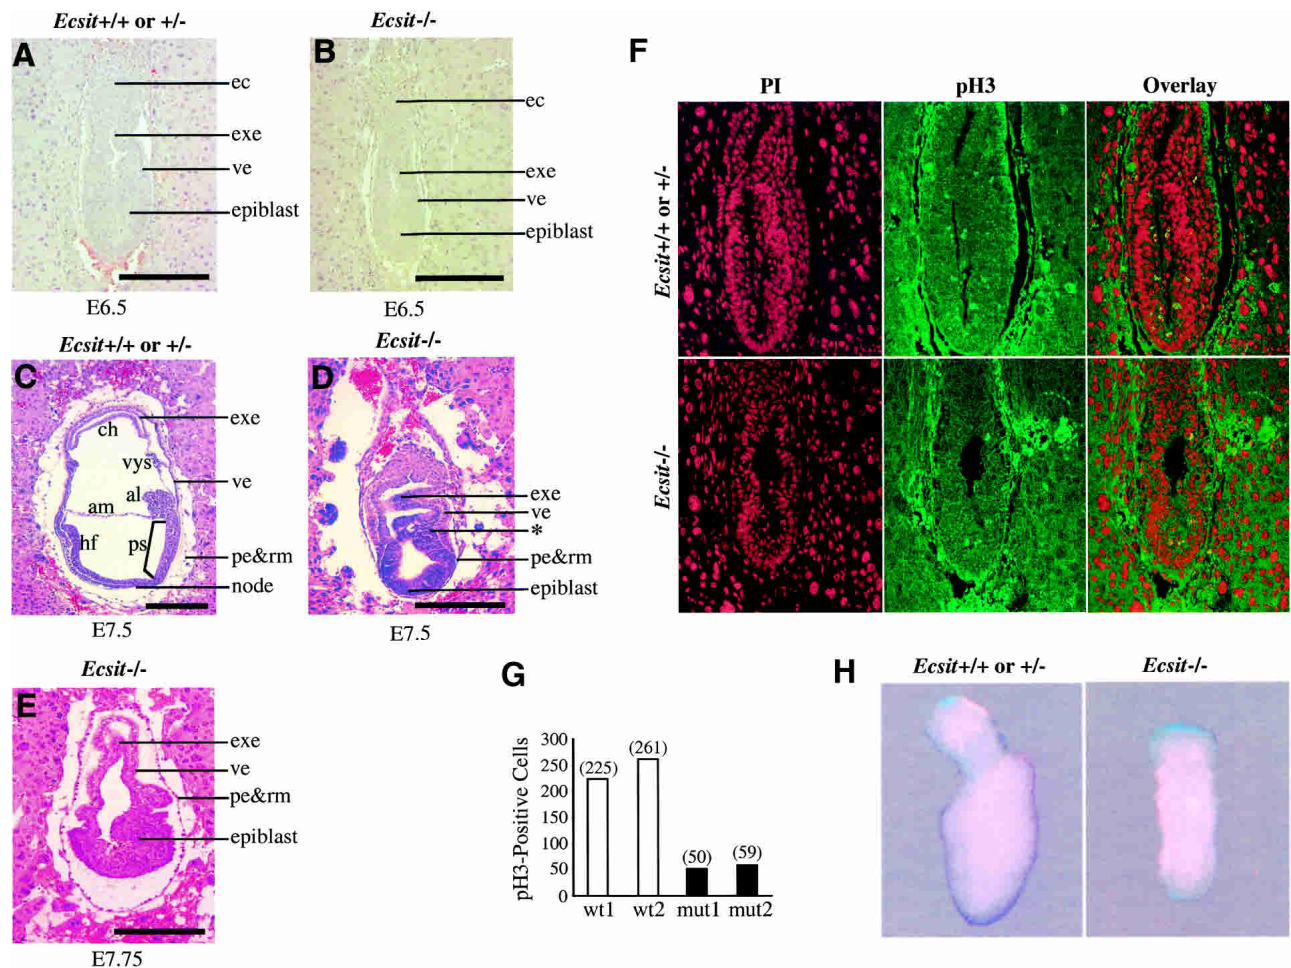 Ecsit+/+ or +/-
A
ec
exe
ve
epiblast
E6.5
Ecsit-/-
B
ec
exe
ve
epiblast
E6.5
Ecsit+/+ or +/-
C
ch
vys
al
am
hf
ps
exe
ve
pe&rm
node
E7.5
Ecsit-/-
D
exe
ve
*
pe&rm
epiblast
E7.5
Ecsit-/-
E
exe
ve
pe&rm
epiblast
E7.75
F
PI pH3 Overlay
Ecsit+/+ or +/-
Ecsit-/-
G
pH3-Positive Cells
300
250
200
150
100
50
0
(225) (261) (50) (59)
wt1 wt2 mut1 mut2
H
Ecsit+/+ or +/- Ecsit-/-